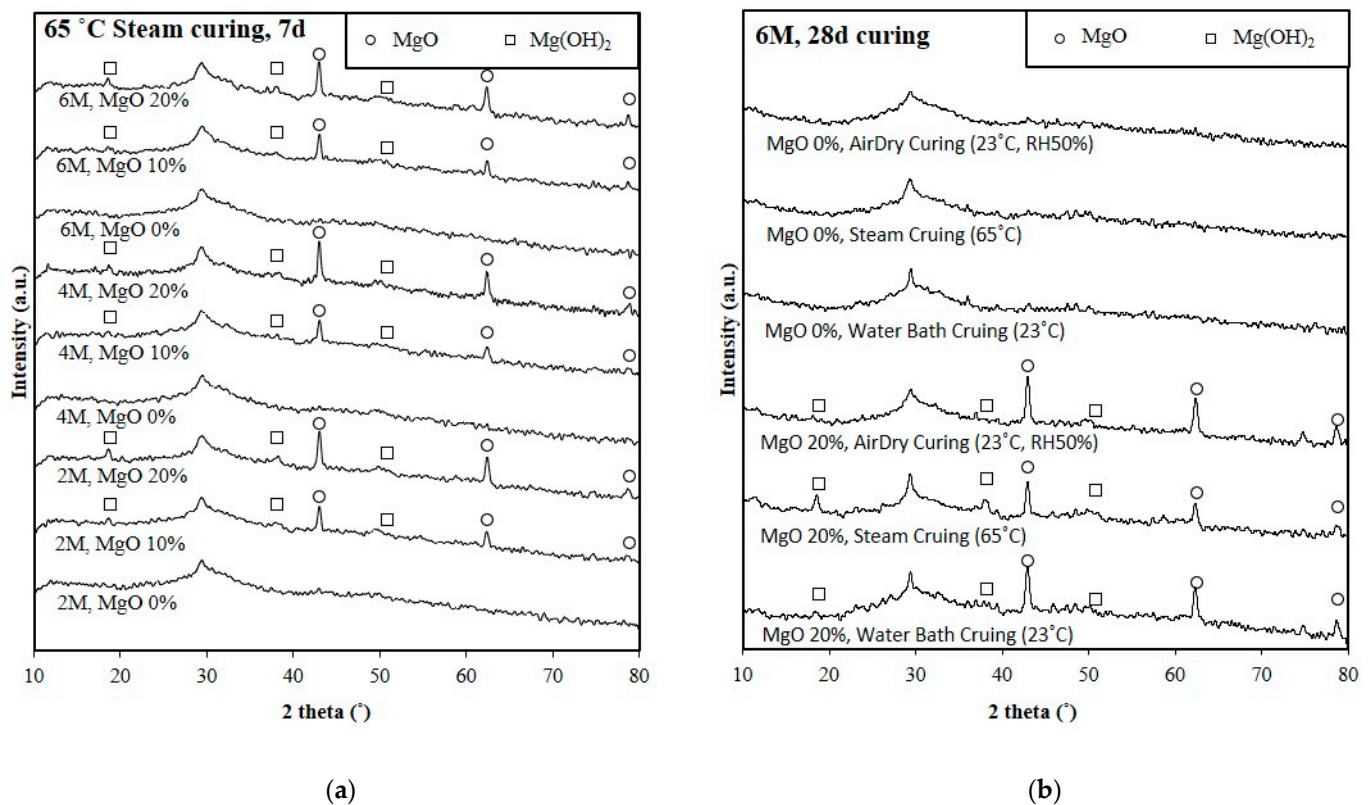 65 ˚C Steam curing, 7d
○ MgO □ Mg(OH)2
6M, MgO 20%
6M, MgO 10%
6M, MgO 0%
4M, MgO 20%
4M, MgO 10%
4M, MgO 0%
2M, MgO 20%
2M, MgO 10%
2M, MgO 0%
Intensity (a.u.)
10 20 30 40 50 60 70 80
2 theta (˚)
(a)
6M, 28d curing
○ MgO □ Mg(OH)2
MgO 0%, AirDry Curing (23˚C, RH50%)
MgO 0%, Steam Cruing (65˚C)
MgO 0%, Water Bath Cruing (23˚C)
MgO 20%, AirDry Curing (23˚C, RH50%)
MgO 20%, Steam Cruing (65˚C)
MgO 20%, Water Bath Cruing (23˚C)
Intensity (a.u.)
10 20 30 40 50 60 70 80
2 theta (˚)
(b)